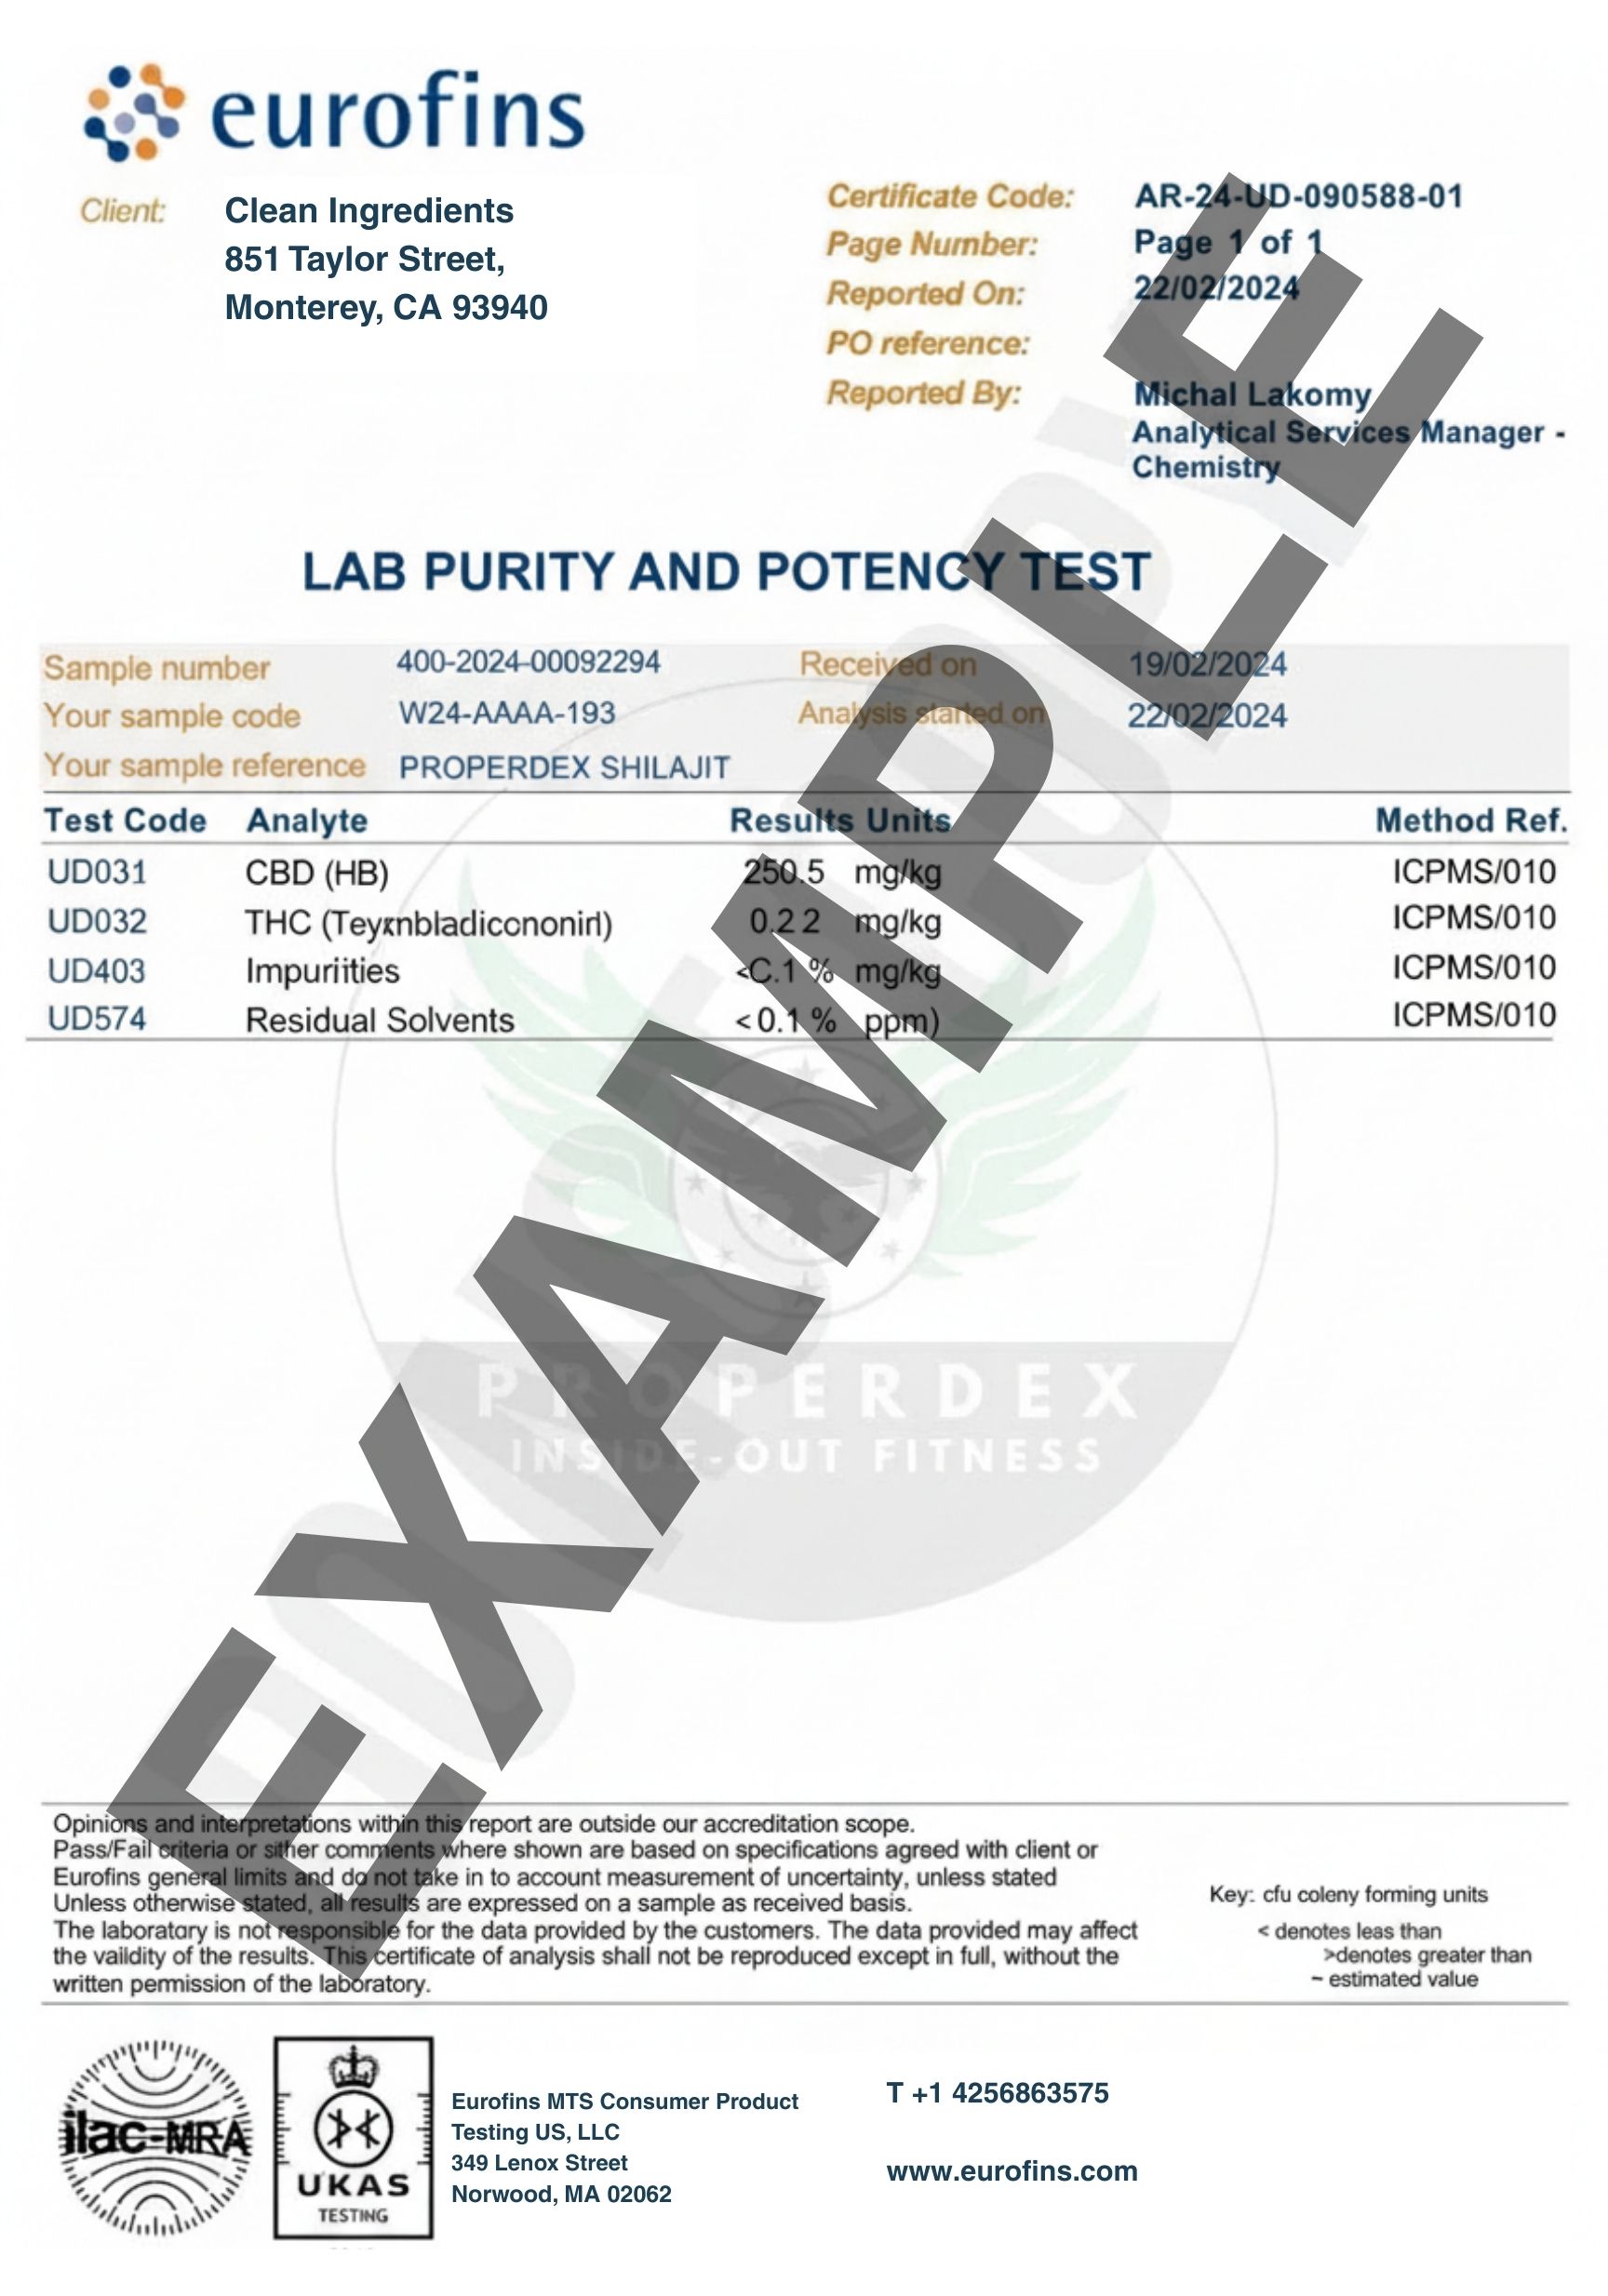 eurofins
Client: Clean Ingredients
851 Taylor Street,
Monterey, CA 93940
Certificate Code: AR-24-UD-090588-01
Page Number: Page 1 of 1
Reported On: 22/02/2024
PO reference:
Reported By: Michal Lakomy
Analytical Services Manager -
Chemistry
LAB PURITY AND POTENCY TEST
Sample number 400-2024-00092294 Received on 19/02/2024
Your sample code W24-AAAA-193 Analysis started on 22/02/2024
Your sample reference PROPERDEX SHILAJIT
Test Code Analyte Results Units Method Ref.
UD031 CBD (HB) 250.5 mg/kg ICPMS/010
UD032 THC 0.22 mg/kg ICPMS/010
UD403 Impuriities <C.1 % mg/kg ICPMS/010
UD574 Residual Solvents <0.1 % ppm) ICPMS/010
EXAMPLE
PROPERDEX
INSIDE-OUT FITNESS
Opinions and interpretations within this report are outside our accreditation scope.
Pass/Fail criteria or sither comments where shown are based on specifications agrsed with client or
Eurofins general limits and do not take in to account measurement of uncertainty, unless stated
Unless otherwise stated, all results are expressed on a sample as received basis.
The laboratary is not responsible for the data provided by the customers. The data provided may affect
the vaildity of the results. This certificate of analysis shall not be reproduced except in full, without the
written permission of the laboratory.
Key: cfu coleny forming units
< denotes less than
>denotes greater than
~ estimated value
ilac-MRA
UKAS
TESTING
Eurofins MTS Consumer Product
Testing US, LLC
349 Lenox Street
Norwood, MA 02062
T +1 4256863575
www.eurofins.com